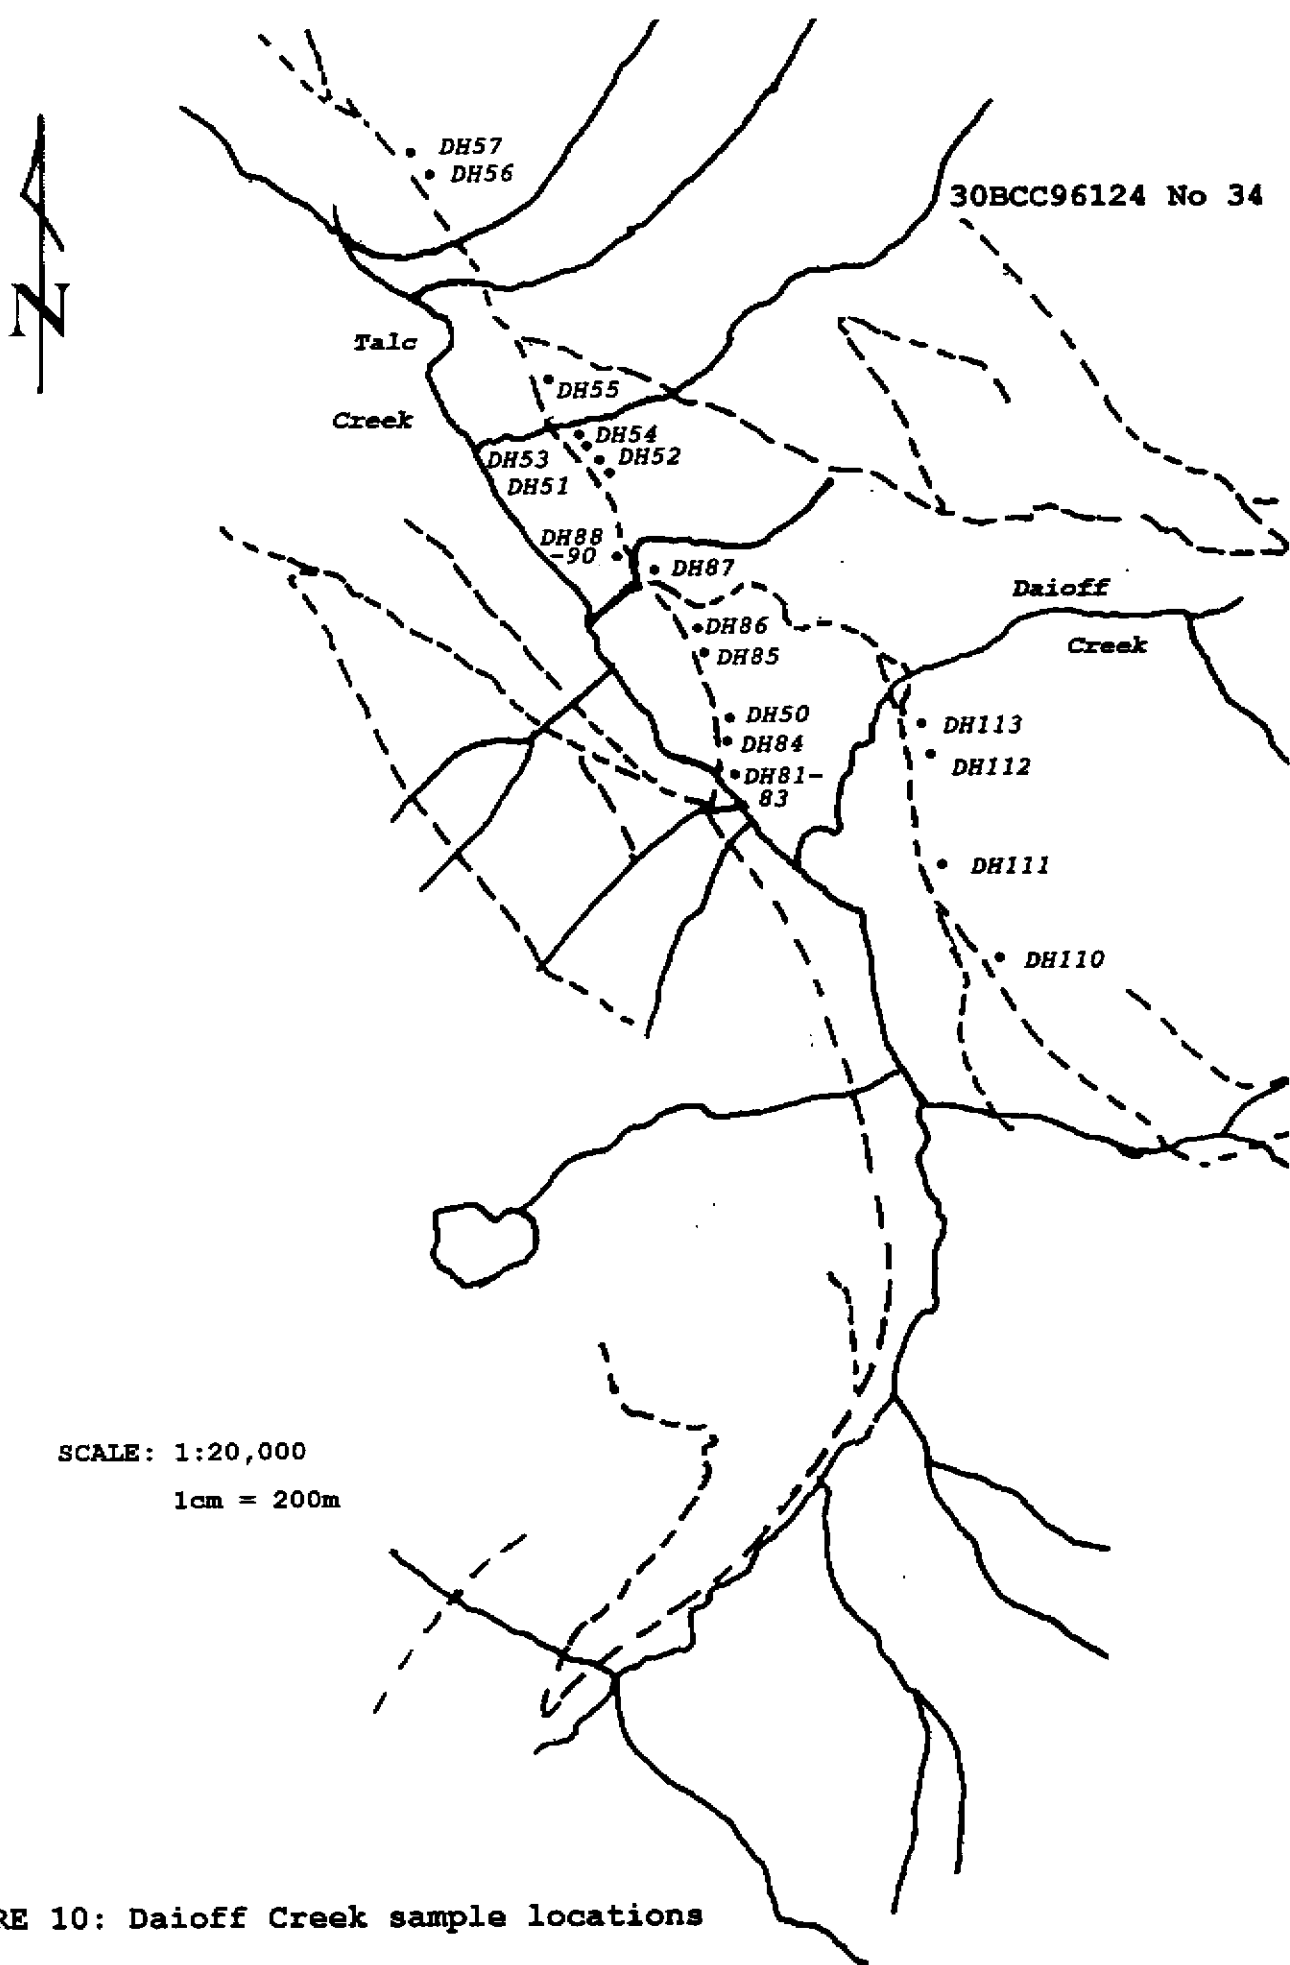 DH57
DH56
30BCC96124 No 34
N
Talc
Creek
DH55
DH54
DH53
DH52
DH51
DH88
-90
DH87
Daioff
Creek
DH86
DH85
DH50
DH84
DH81-
83
DH113
DH112
DH111
DH110
SCALE: 1:20,000
1cm = 200m
RE 10: Daioff Creek sample locations